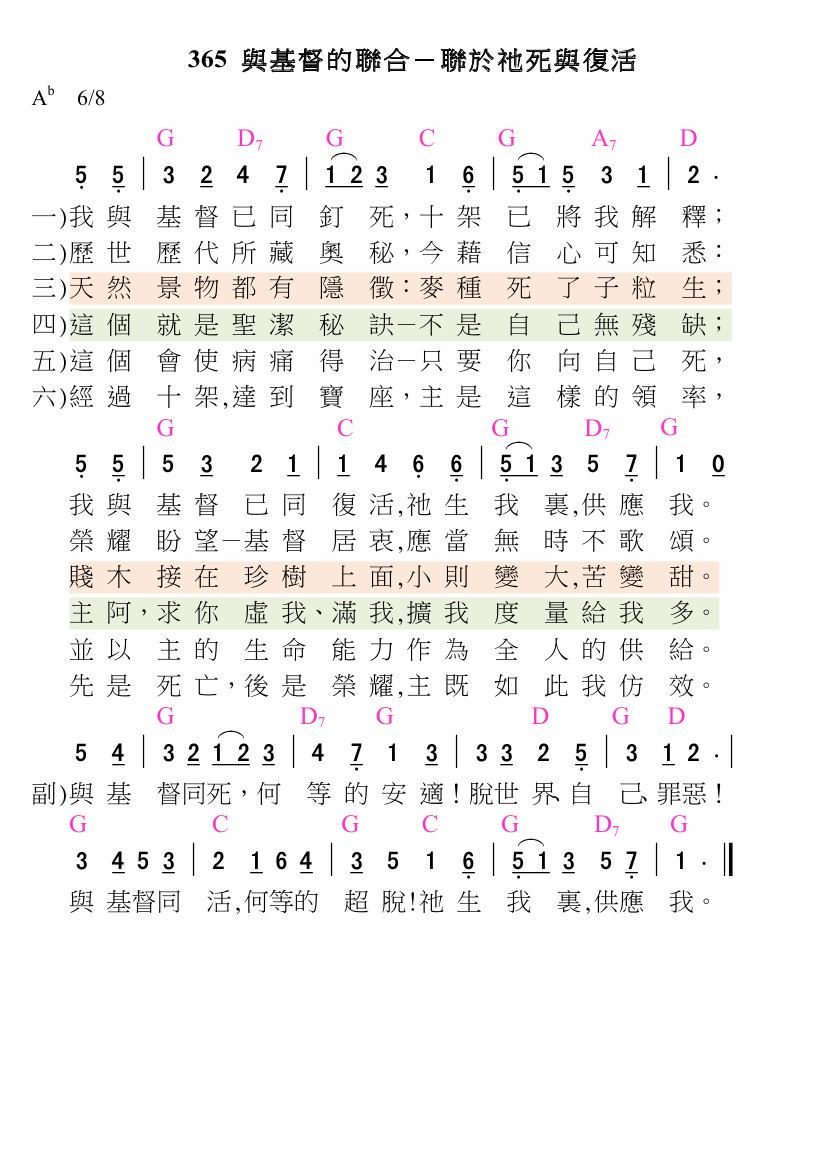 365 與基督的聯合－聯於祂死與復活
Ab 6/8
G D7 G C G A7 D
5 5 | 3 2 4 7 | 1 2 3 1 6 | 5 1 5 3 1 | 2 .
一)我與 基督已同釘 死，十架已 將我解釋；
二)歷世 歷代所藏奧 秘，今藉信 心可知悉：
三)天然 景物都有隱 徵：麥種死 了子粒生；
四)這個 就是聖潔秘 訣－不是自 己無殘缺；
五)這個 會使病痛得 治－只要你 向自己死，
六)經過 十架,達到寶 座，主是這 樣的領率，
G C G D7 G
5 5 | 5 3 2 1 | 1 4 6 6 | 5 1 3 5 7 | 1 0
我與 基督 已同 復活,祂生 我 裏,供應 我。
榮耀 盼望－基督 居衷,應當 無 時不歌 頌。
賤木 接在 珍樹 上面,小則 變 大,苦變 甜。
主阿，求你 虛我、滿我,擴我 度 量給我 多。
並以 主的 生命 能力作為 全 人的供 給。
先是 死亡，後是 榮耀,主既 如 此我仿 效。
G D7 G D G D
5 4 | 3 2 1 2 3 | 4 7 1 3 | 3 3 2 5 | 3 1 2 . |
副)與基 督同死，何 等的安適！脫世界、自 己、罪惡！
G C G C G D7 G
3 4 5 3 | 2 1 6 4 | 3 5 1 6 | 5 1 3 5 7 | 1 . ‖
與基督同 活,何等的 超脫!祂生 我 裏,供應 我。